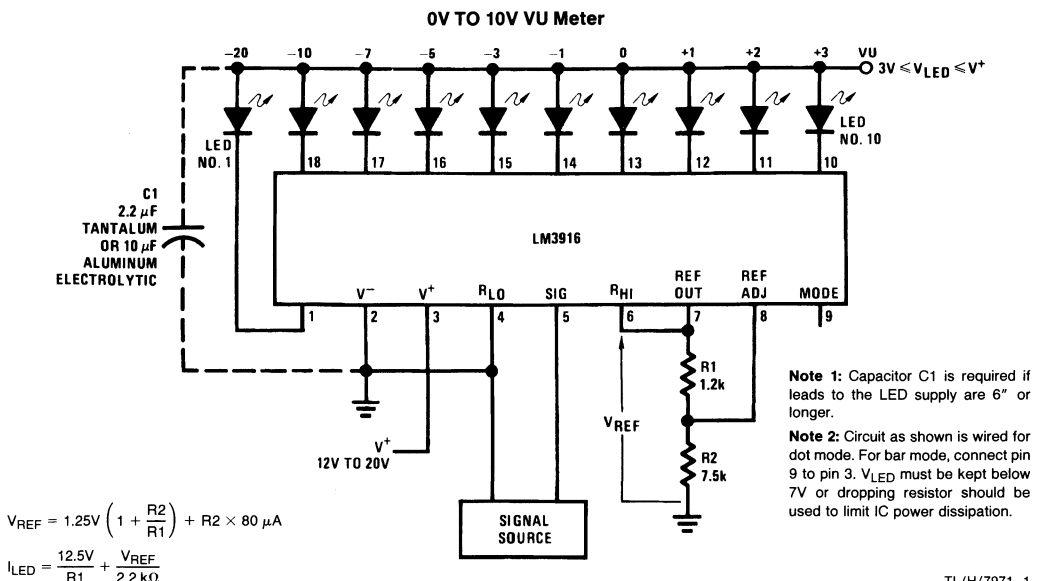 0V TO 10V VU Meter
−20 −10 −7 −5 −3 −1 0 +1 +2 +3 VU
3V ≤ VLED ≤ V+
LED
NO. 1
LED
NO. 10
18 17 16 15 14 13 12 11 10
C1
2.2 μF
TANTALUM
OR 10 μF
ALUMINUM
ELECTROLYTIC
LM3916
V− V+ RLO SIG RHI REF OUT REF ADJ MODE
1 2 3 4 5 6 7 8 9
R1
1.2k
VREF
R2
7.5k
V+
12V TO 20V
SIGNAL
SOURCE
Note 1: Capacitor C1 is required if
leads to the LED supply are 6″ or
longer.
Note 2: Circuit as shown is wired for
dot mode. For bar mode, connect pin
9 to pin 3. VLED must be kept below
7V or dropping resistor should be
used to limit IC power dissipation.
VREF = 1.25V (1 + R2/R1) + R2 × 80 μA
ILED = 12.5V/R1 + VREF/2.2 kΩ
TL/H/7971–1